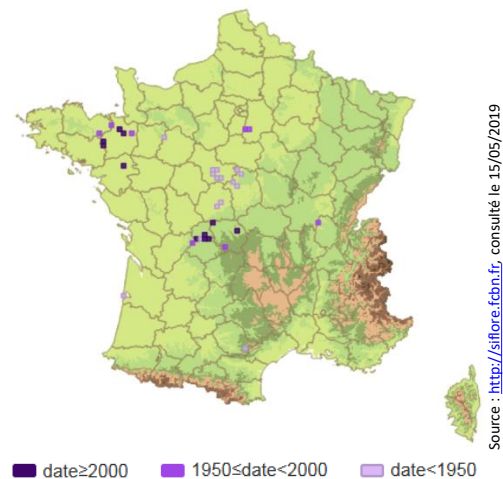 Source : http://siflore.fcbn.fr, consulté le 15/05/2019
date≥2000
1950≤date<2000
date<1950